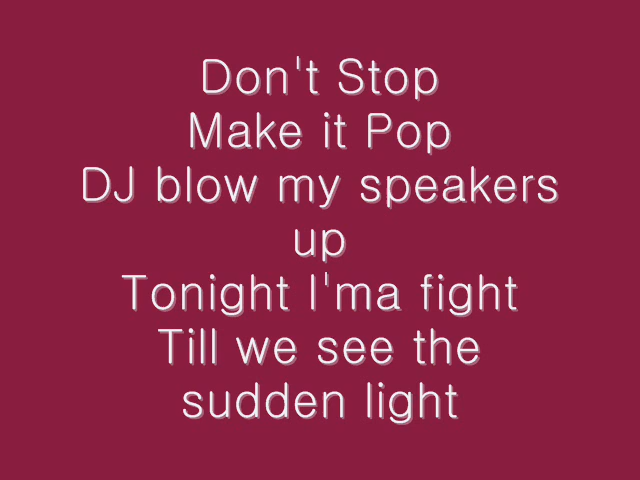 Don't Stop
Make it Pop
DJ blow my speakers
up
Tonight I'ma fight
Till we see the
sudden light